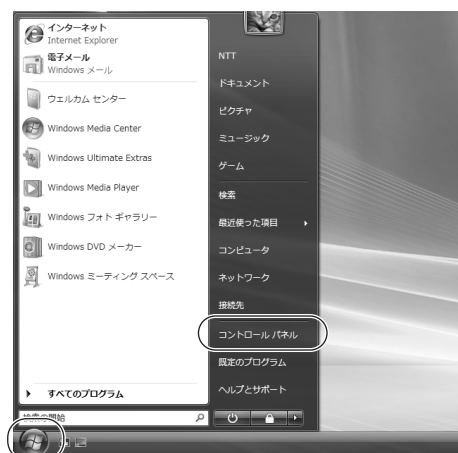 インターネット
Internet Explorer
電子メール
Windows メール
ウェルカム センター
Windows Media Center
Windows Ultimate Extras
Windows Media Player
Windows フォト ギャラリー
Windows DVD メーカー
Windows ミーティング スペース
すべてのプログラム
検索の開始
NTT
ドキュメント
ピクチャ
ミュージック
ゲーム
検索
最近使った項目
コンピュータ
ネットワーク
接続先
コントロール パネル
既定のプログラム
ヘルプとサポート